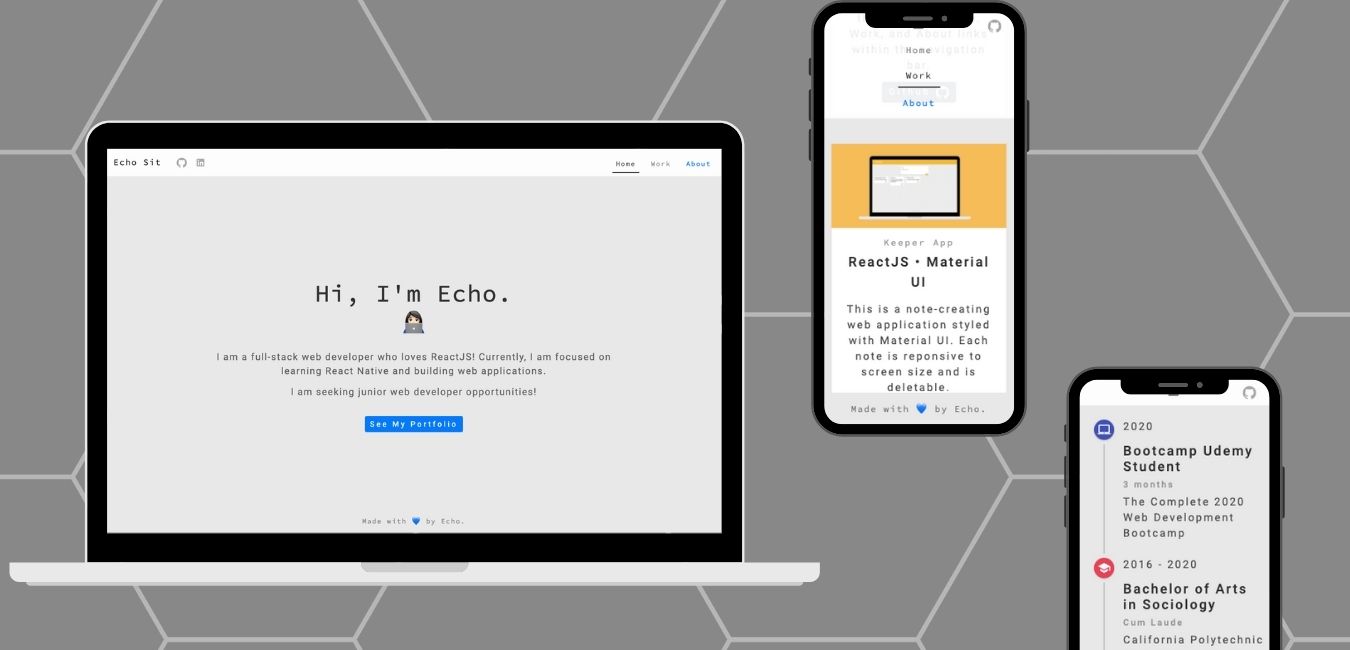 Echo Sit
Home Work About
Hi, I'm Echo.
I am a full-stack web developer who loves ReactJS! Currently, I am focused on
learning React Native and building web applications.
I am seeking junior web developer opportunities!
See My Portfolio
Made with 💙 by Echo.
Work, and About links
within the navigation
bar.
Home
Work
Github
About
Keeper App
ReactJS • Material
UI
This is a note-creating
web application styled
with Material UI. Each
note is reponsive to
screen size and is
deletable.
Made with 💙 by Echo.
2020
Bootcamp Udemy
Student
3 months
The Complete 2020
Web Development
Bootcamp
2016 - 2020
Bachelor of Arts
in Sociology
Cum Laude
California Polytechnic